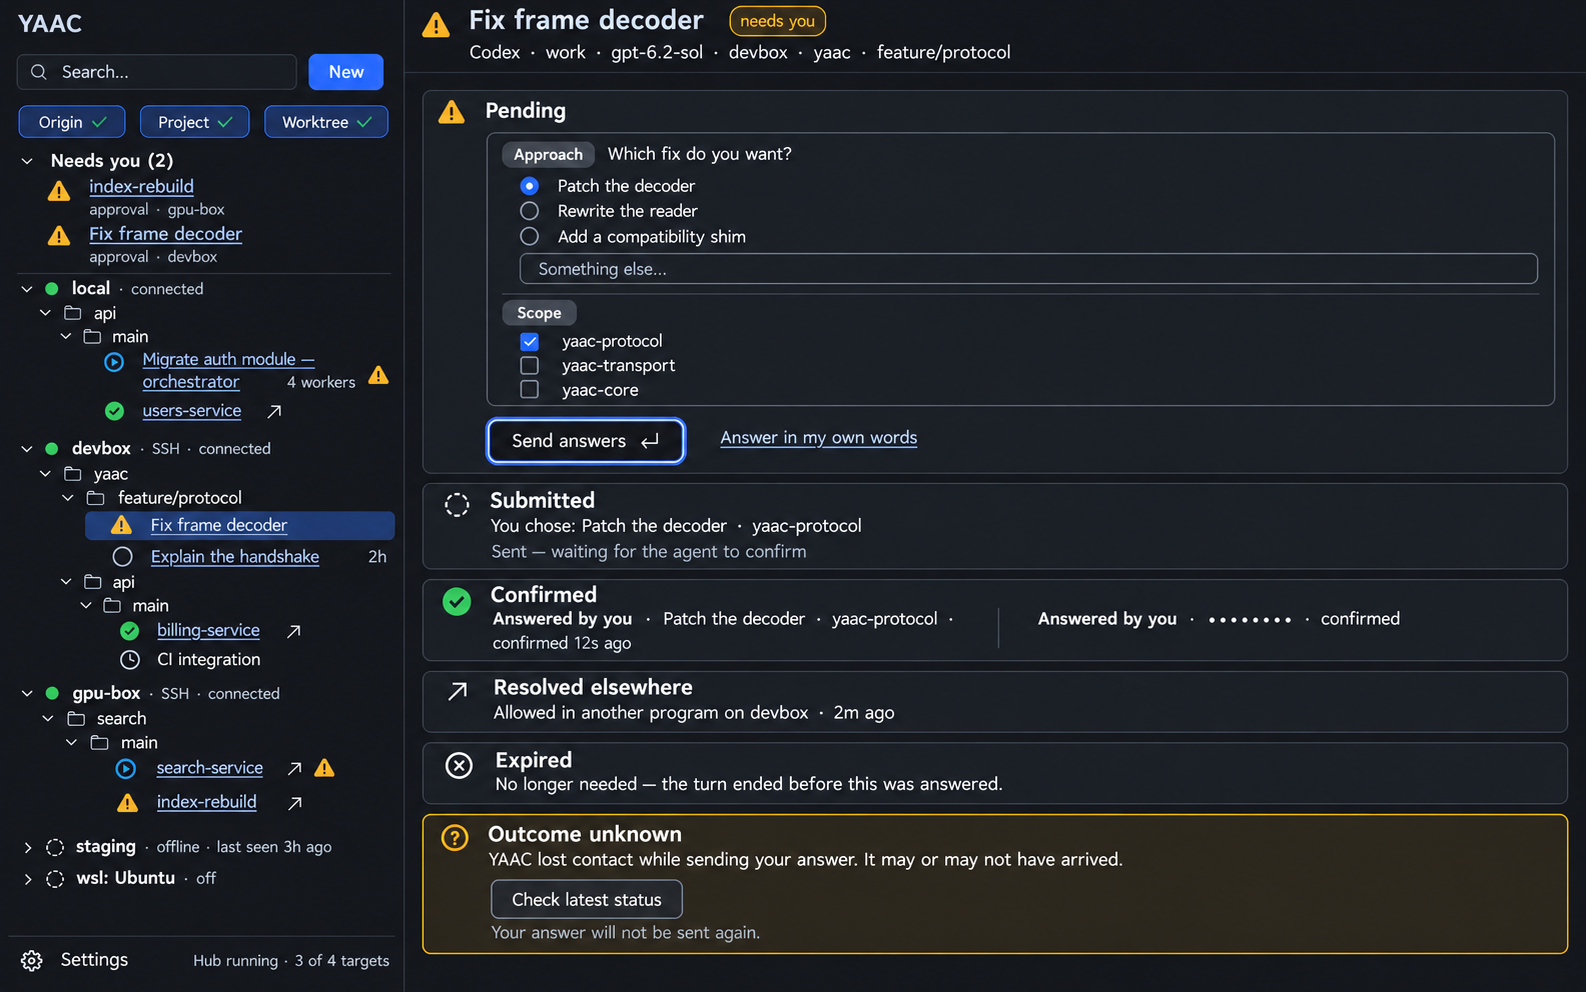 YAAC
Search...
New
Origin
Project
Worktree
Needs you (2)
index-rebuild
approval · gpu-box
Fix frame decoder
approval · devbox
local · connected
api
main
Migrate auth module —
orchestrator 4 workers
users-service
devbox · SSH · connected
yaac
feature/protocol
Fix frame decoder
Explain the handshake 2h
api
main
billing-service
CI integration
gpu-box · SSH · connected
search
main
search-service
index-rebuild
staging · offline · last seen 3h ago
wsl: Ubuntu · off
Settings
Hub running · 3 of 4 targets
Fix frame decoder needs you
Codex · work · gpt-6.2-sol · devbox · yaac · feature/protocol
Pending
Approach Which fix do you want?
Patch the decoder
Rewrite the reader
Add a compatibility shim
Something else...
Scope
yaac-protocol
yaac-transport
yaac-core
Send answers
Answer in my own words
Submitted
You chose: Patch the decoder · yaac-protocol
Sent — waiting for the agent to confirm
Confirmed
Answered by you · Patch the decoder · yaac-protocol ·
confirmed 12s ago
Answered by you · •••••••• · confirmed
Resolved elsewhere
Allowed in another program on devbox · 2m ago
Expired
No longer needed — the turn ended before this was answered.
Outcome unknown
YAAC lost contact while sending your answer. It may or may not have arrived.
Check latest status
Your answer will not be sent again.